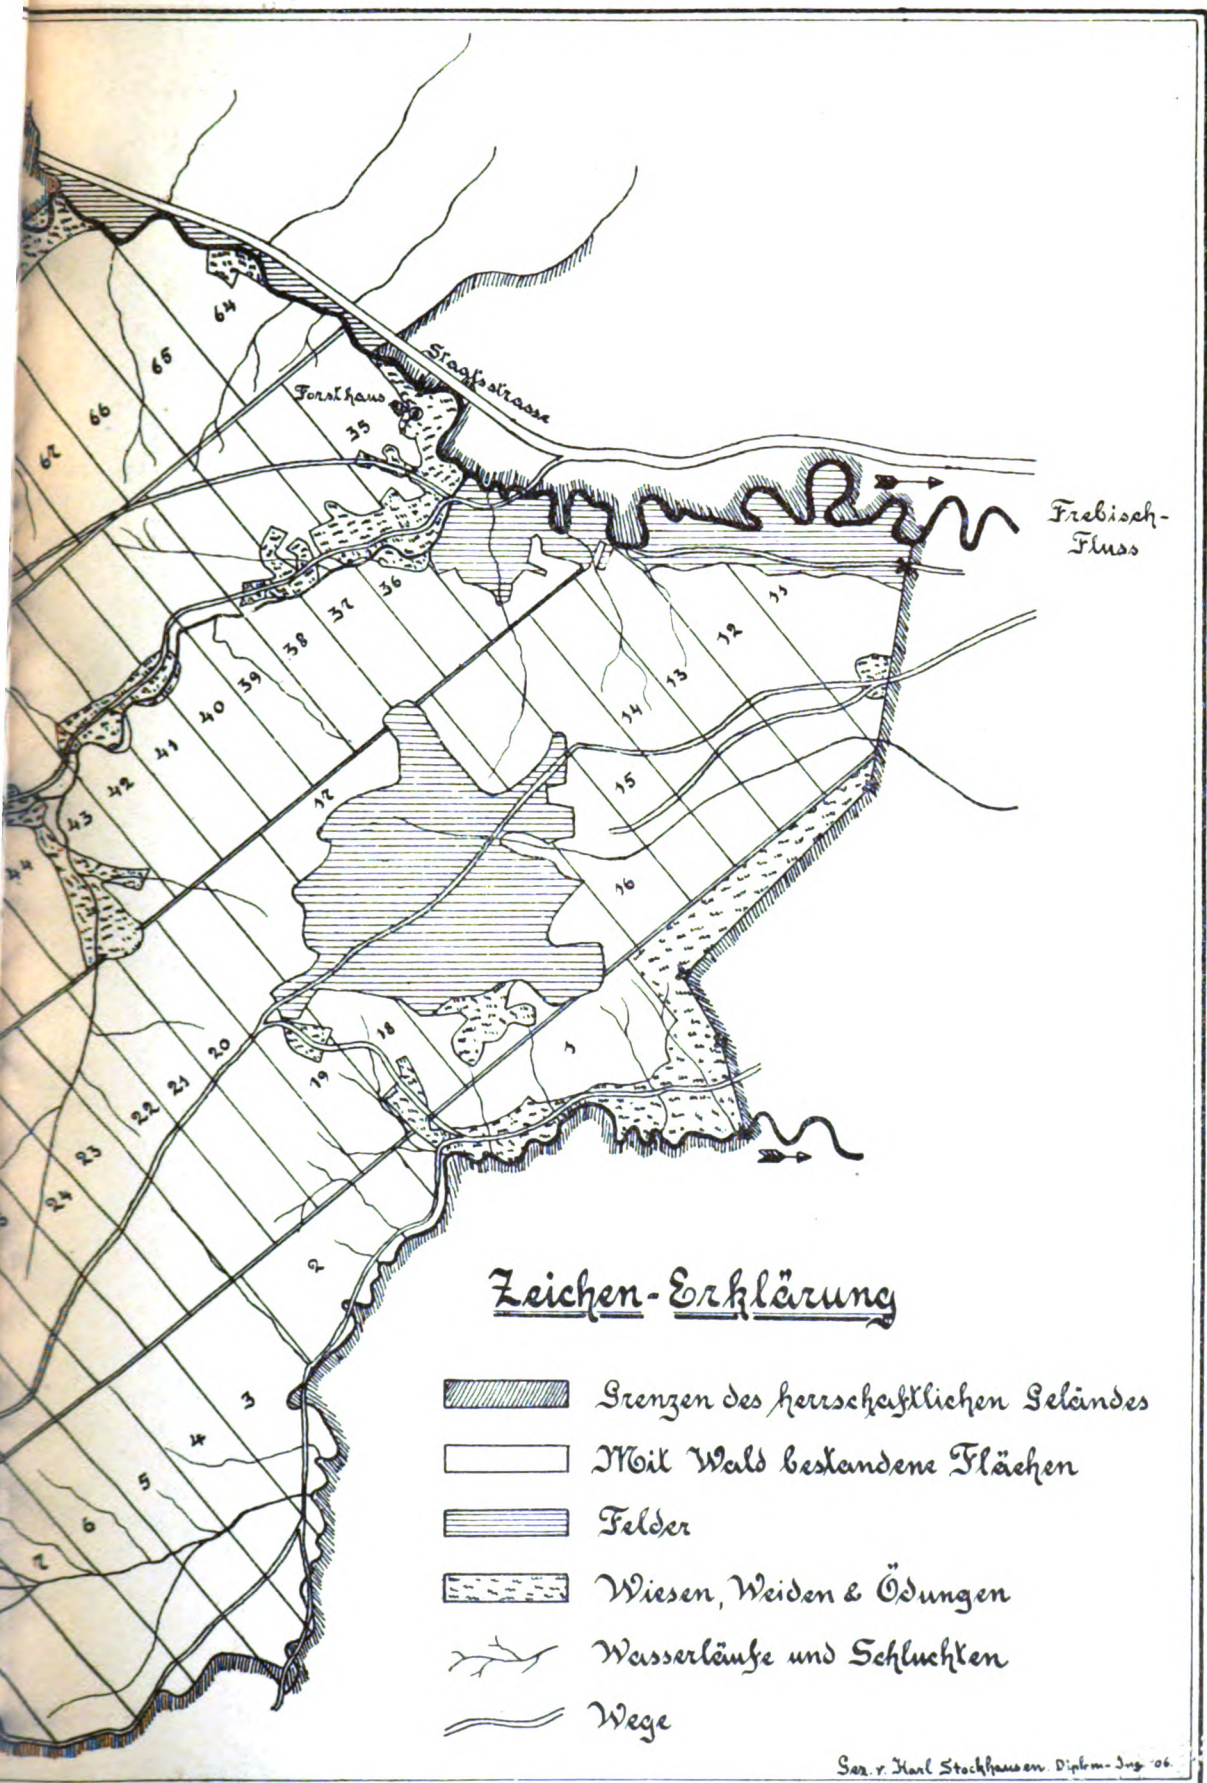 64
65
66
67
Staatsstrasse
Forsthaus
35
Frebisch-
Fluss
36
37
38
39
40
41
42
43
44
11
12
13
14
15
16
17
18
19
20
21
22
23
24
1
2
3
4
5
6
7
Zeichen-Erklärung
Grenzen des herrschaftlichen Geländes
Mit Wald bestandene Flächen
Felder
Wiesen, Weiden & Ödungen
Wasserläufe und Schluchten
Wege
Gez. v. Karl Stockhausen. Diplom-Ing '06.